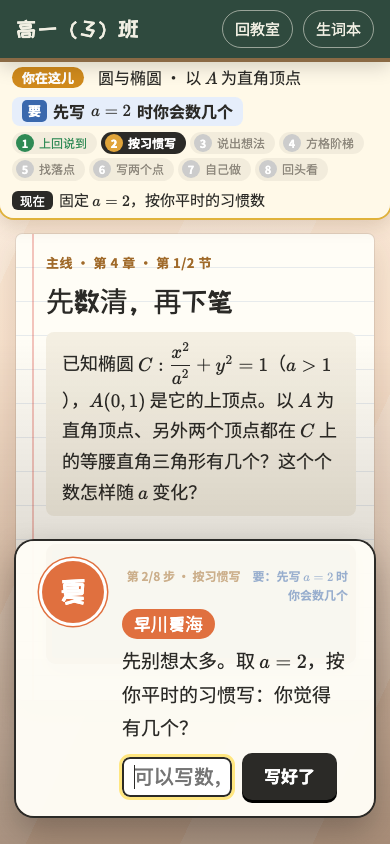 高一（3）班
回教室
生词本
你在这儿 圆与椭圆 · 以 A 为直角顶点
要 先写 a = 2 时你会数几个
1 上回说到 2 按习惯写 3 说出想法 4 方格阶梯
5 找落点 6 写两个点 7 自己做 8 回头看
现在 固定 a = 2，按你平时的习惯数
主线 · 第 4 章 · 第 1/2 节
先数清，再下笔
已知椭圆 C : x²/a² + y² = 1（a > 1
），A(0, 1) 是它的上顶点。以 A 为
直角顶点、另外两个顶点都在 C 上
的等腰直角三角形有几个？这个个
数怎样随 a 变化？
夏
第 2/8 步 · 按习惯写 要：先写 a = 2 时
你会数几个
早川夏海
先别想太多。取 a = 2，按
你平时的习惯写：你觉得
有几个？
可以写数，
写好了